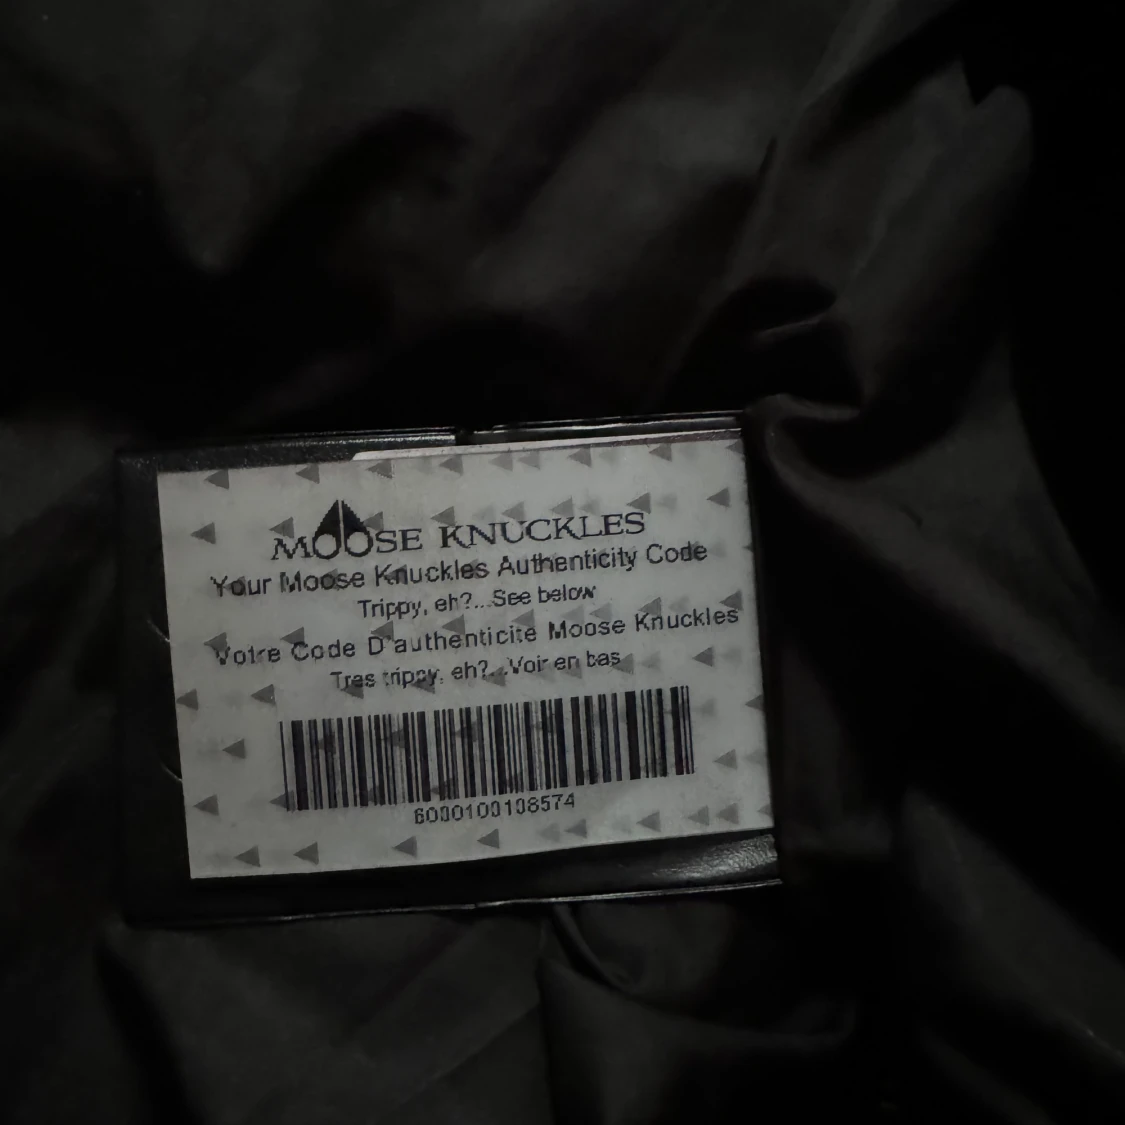 MOOSE KNUCKLES
Your Moose Knuckles Authenticity Code
Trippy, eh?...See below
Votre Code D'authenticité Moose Knuckles
Tres trippy, eh?...Voir en bas
6000100108574